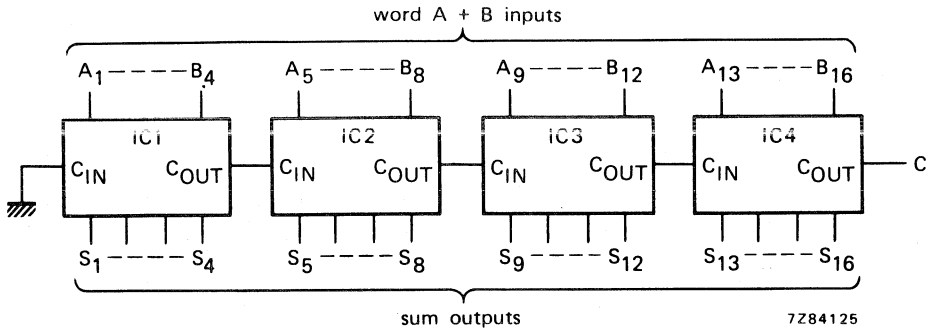 word A + B inputs
A1-----B4 A5-----B8 A9-----B12 A13-----B16
IC1 IC2 IC3 IC4
CIN COUT CIN COUT CIN COUT CIN COUT C
S1-----S4 S5-----S8 S9-----S12 S13-----S16
sum outputs 7Z84125